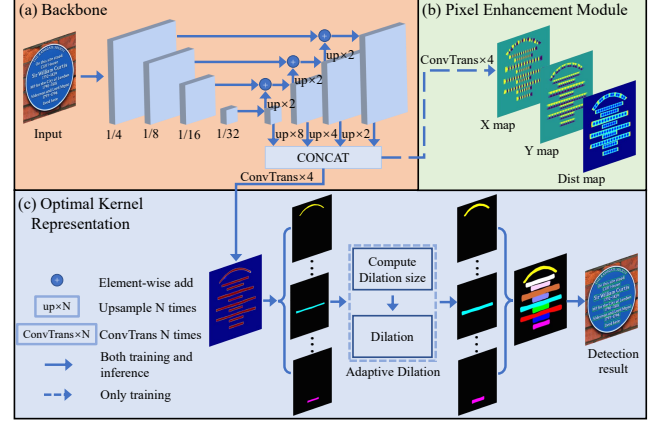 (a) Backbone
Input
1/4
1/8
1/16
1/32
up×2
up×2
up×2
up×8
up×4
up×2
CONCAT
ConvTrans×4
(b) Pixel Enhancement Module
ConvTrans×4
X map
Y map
Dist map
(c) Optimal Kernel
Representation
Element-wise add
up×N
Upsample N times
ConvTrans×N
ConvTrans N times
Both training and
inference
Only training
Compute
Dilation size
Dilation
Adaptive Dilation
Detection
result